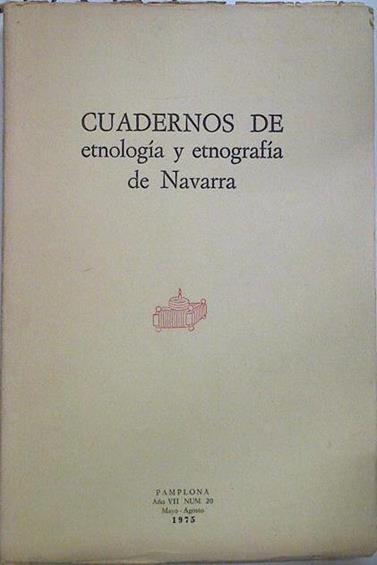 CUADERNOS DE
etnología y etnografía
de Navarra
PAMPLONA
Año VII NUM. 20
Mayo - Agosto
1975